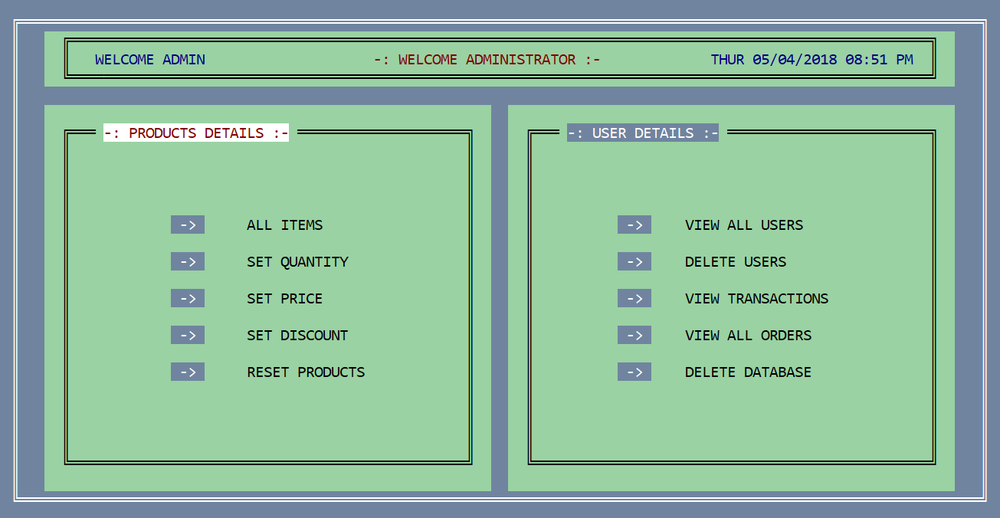 WELCOME ADMIN -: WELCOME ADMINISTRATOR :- THUR 05/04/2018 08:51 PM
-: PRODUCTS DETAILS :-
-> ALL ITEMS
-> SET QUANTITY
-> SET PRICE
-> SET DISCOUNT
-> RESET PRODUCTS
-: USER DETAILS :-
-> VIEW ALL USERS
-> DELETE USERS
-> VIEW TRANSACTIONS
-> VIEW ALL ORDERS
-> DELETE DATABASE